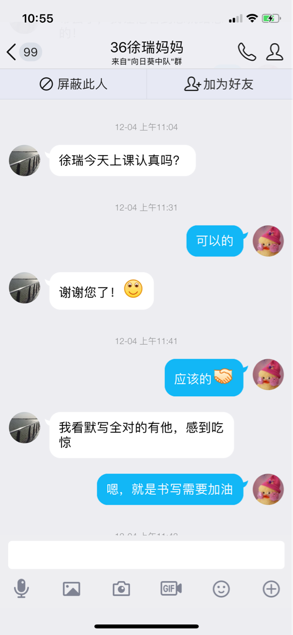 10:55
99
36徐瑞妈妈
来自"向日葵中队"群
屏蔽此人
加为好友
12-04 上午11:04
徐瑞今天上课认真吗？
12-04 上午11:31
可以的
谢谢您了！
12-04 上午11:41
应该的
我看默写全对的有他，感到吃
惊
嗯，就是书写需要加油
GIF